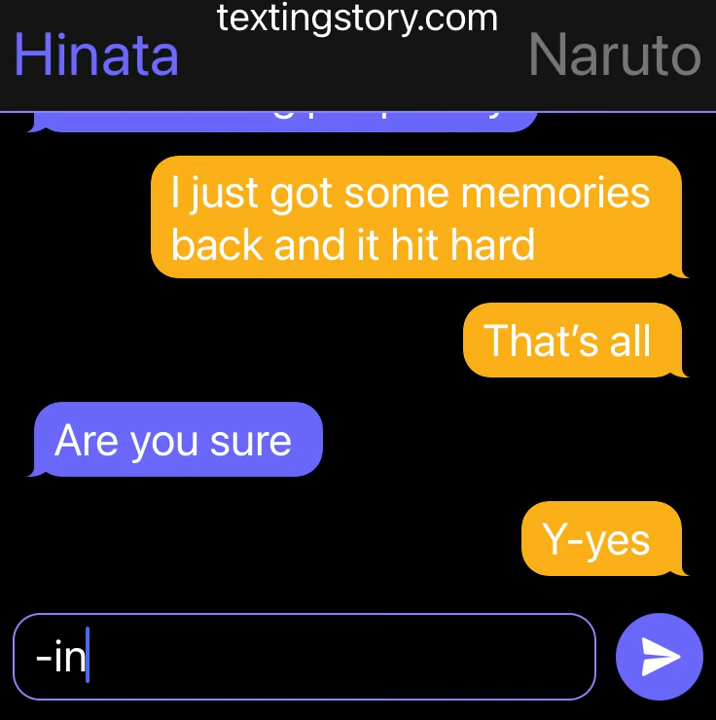 textingstory.com
Hinata
Naruto
I just got some memories
back and it hit hard
That's all
Are you sure
Y-yes
-in